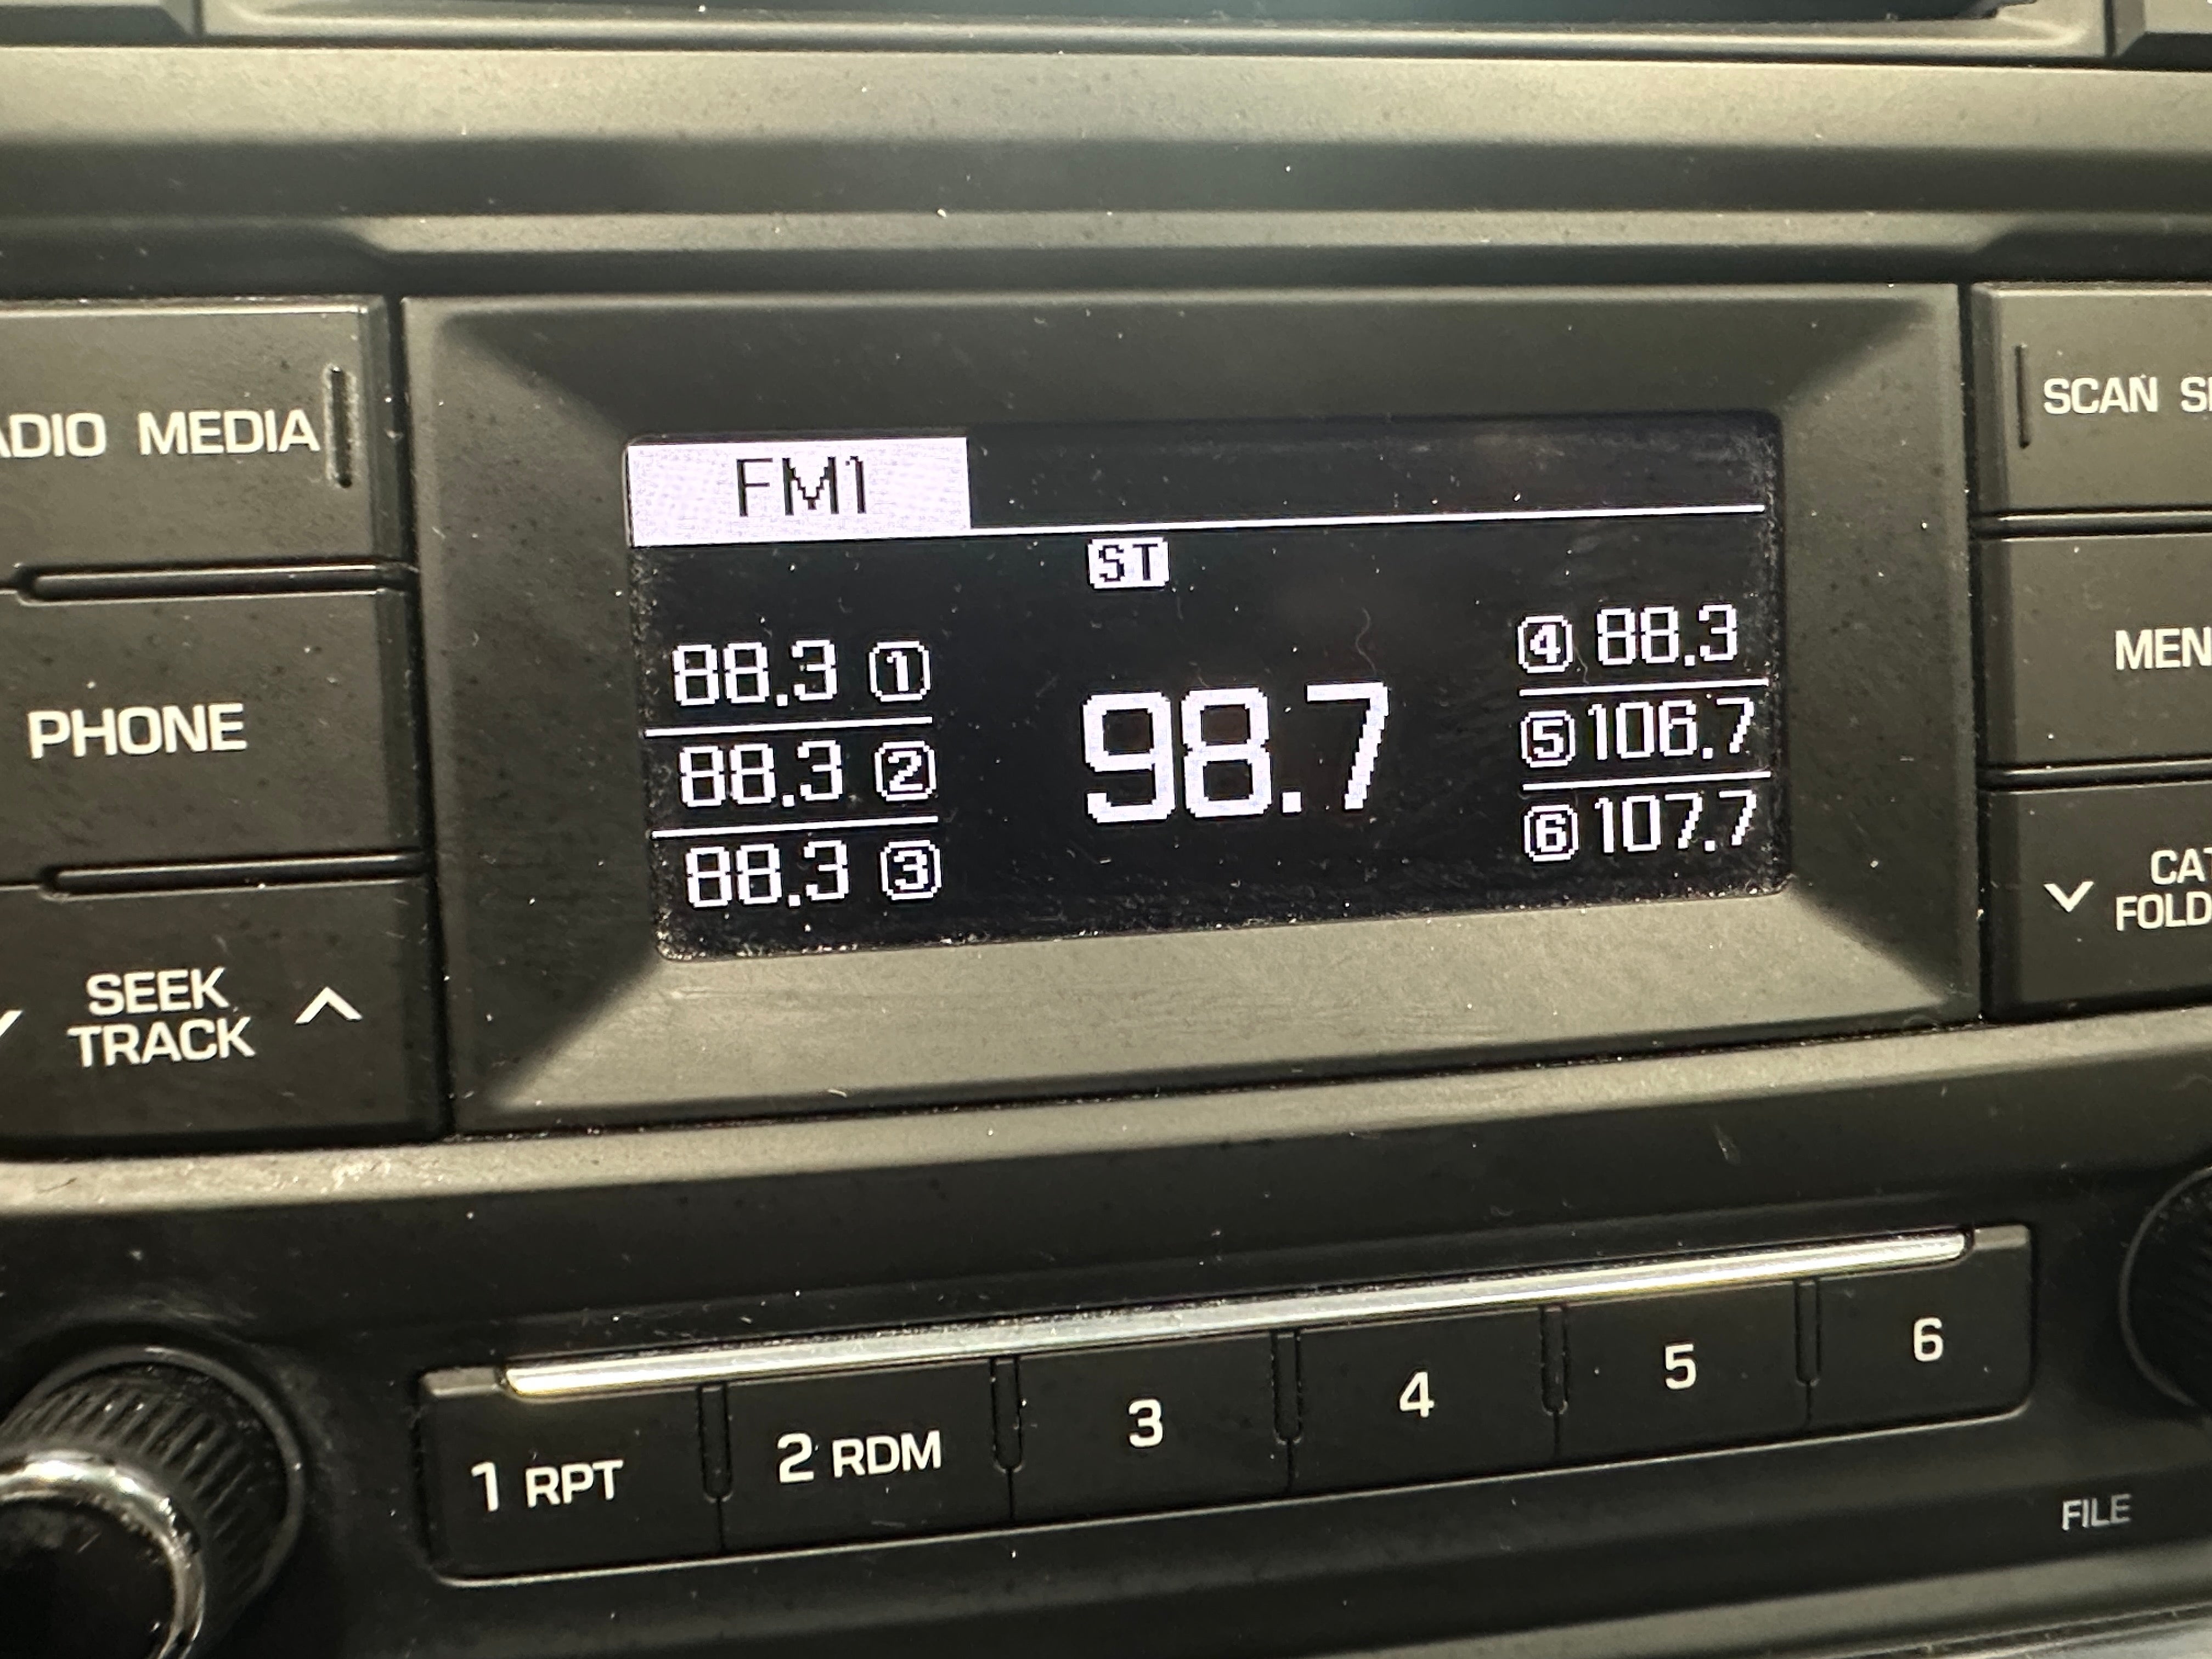 ADIO MEDIA
PHONE
SEEK
TRACK
FM1
ST
88.3 ①
88.3 ②
88.3 ③
98.7
④ 88.3
⑤ 106.7
⑥ 107.7
SCAN
MEN
CAT
FOLD
1 RPT
2 RDM
3
4
5
6
FILE